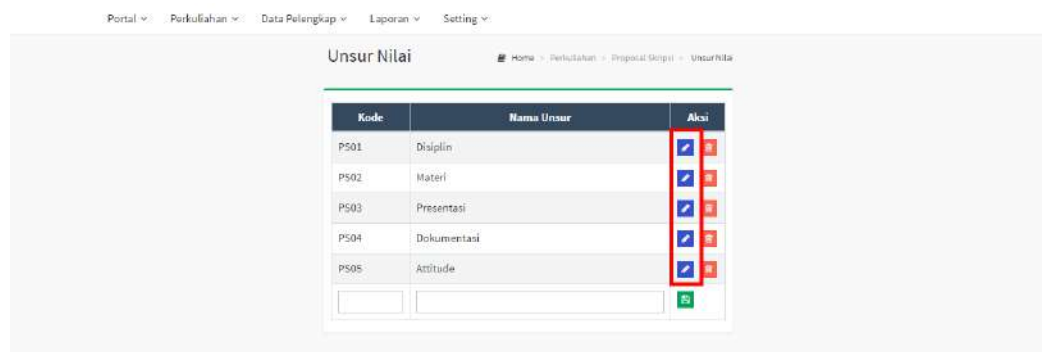 Portal Perkuliahan Data Pelengkap Laporan Setting
Unsur Nilai
Home > Perkuliahan > Proposal Skripsi > Unsur Nilai
Kode Nama Unsur Aksi
PS01 Disiplin
PS02 Materi
PS03 Presentasi
PS04 Dokumentasi
PS05 Attitude